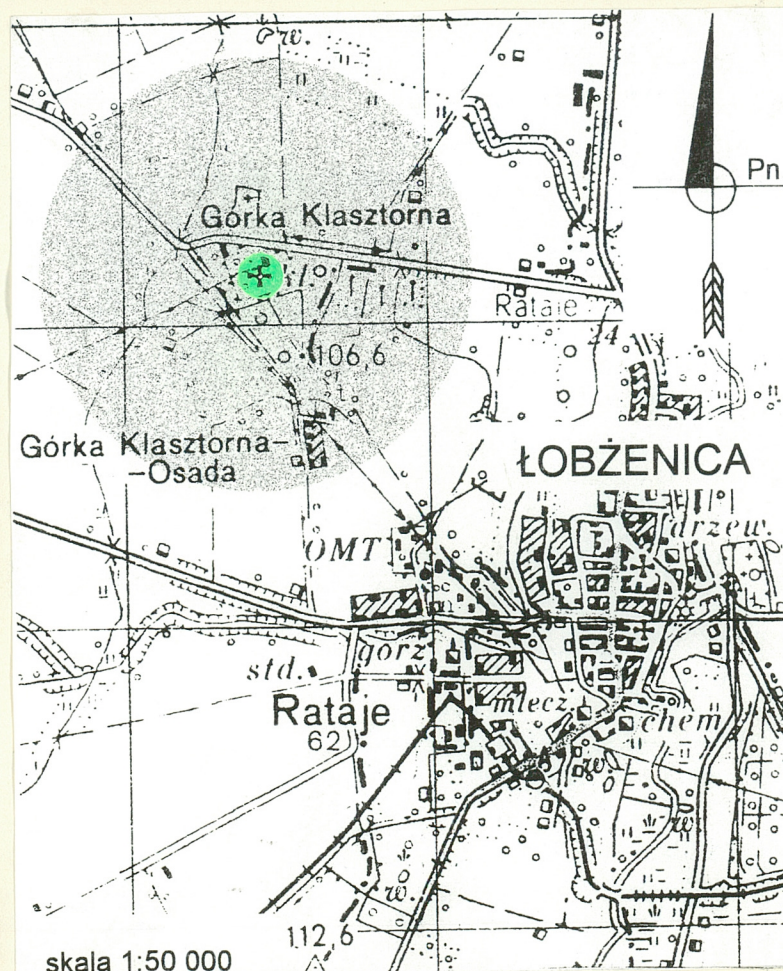 w.
Górka Klasztorna
Pn
Rataje
24
106,6
Górka Klasztorna-
-Osada
ŁOBŻENICA
drzew.
OMT
gorz
std.
mlecz.
Rataje
62
chem
w.
w.
w.
112,6
skala 1:50 000